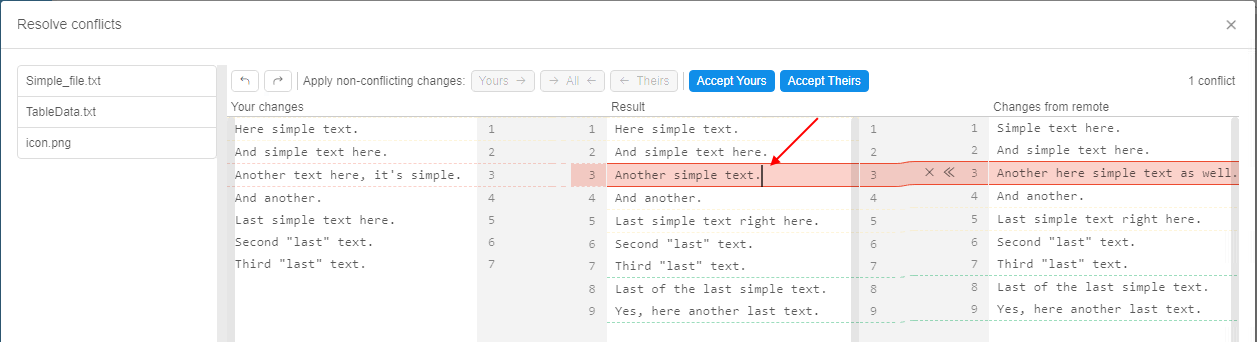 Resolve conflicts ×
Simple_file.txt
TableData.txt
icon.png
Apply non-conflicting changes: Yours → → All ← ← Theirs Accept Yours Accept Theirs 1 conflict
Your changes
Here simple text. 1
And simple text here. 2
Another text here, it's simple. 3
And another. 4
Last simple text here. 5
Second "last" text. 6
Third "last" text. 7
Result
1 Here simple text. 1
2 And simple text here. 2
3 Another simple text. 3
4 And another. 4
5 Last simple text right here. 5
6 Second "last" text. 6
7 Third "last" text. 7
8 Last of the last simple text. 8
9 Yes, here another last text. 9
Changes from remote
1 Simple text here.
2 And simple text here.
× « 3 Another here simple text as well.
4 And another.
5 Last simple text right here.
6 Second "last" text.
7 Third "last" text.
8 Last of the last simple text.
9 Yes, here another last text.